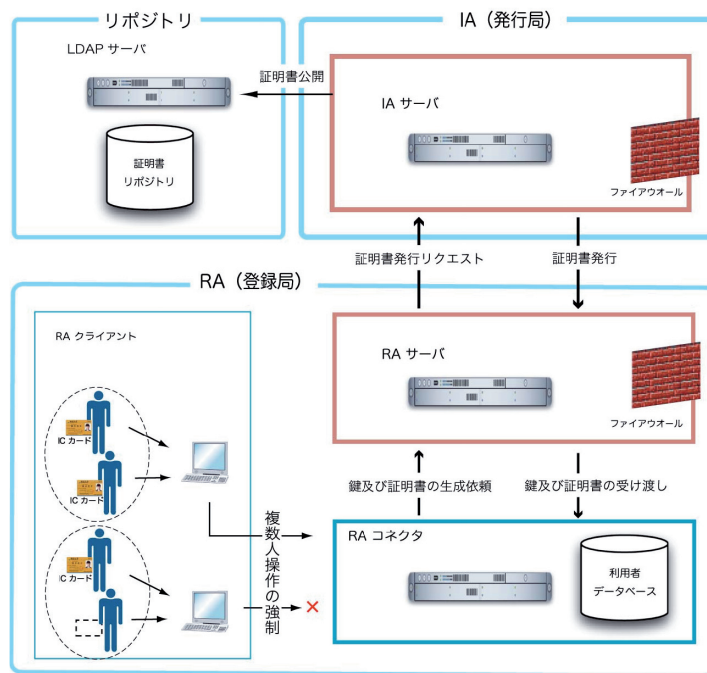 リポジトリ
LDAP サーバ
証明書
リポジトリ
証明書公開
IA（発行局）
IA サーバ
ファイアウオール
証明書発行リクエスト
証明書発行
RA（登録局）
RA クライアント
IC カード
IC カード
IC カード
複数人操作の強制
RA サーバ
ファイアウオール
鍵及び証明書の生成依頼
鍵及び証明書の受け渡し
RA コネクタ
利用者
データベース